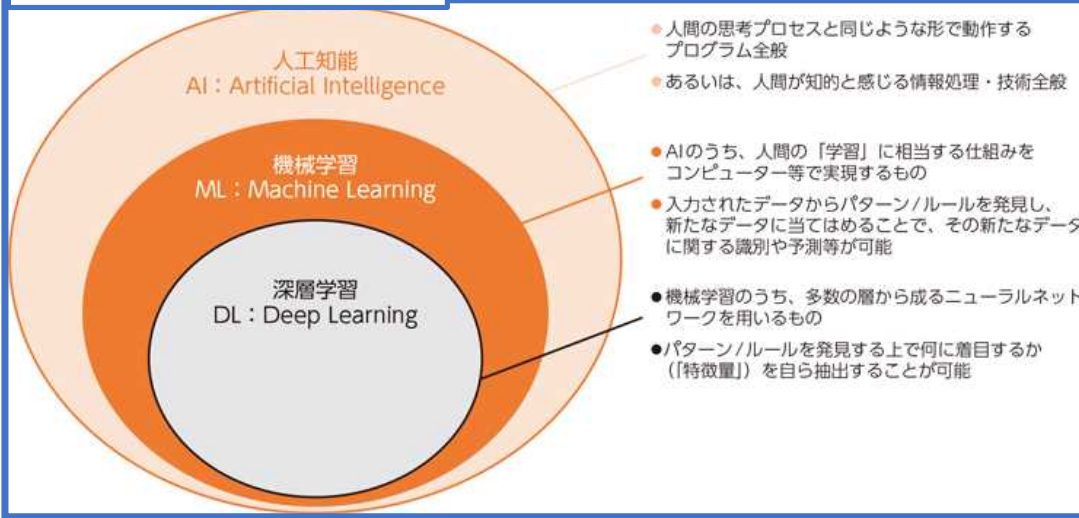 人工知能
AI：Artificial Intelligence
機械学習
ML：Machine Learning
深層学習
DL：Deep Learning
●人間の思考プロセスと同じような形で動作する
プログラム全般
●あるいは、人間が知的と感じる情報処理・技術全般
●AIのうち、人間の「学習」に相当する仕組みを
コンピューター等で実現するもの
●入力されたデータからパターン/ルールを発見し、
新たなデータに当てはめることで、その新たなデータ
に関する識別や予測等が可能
●機械学習のうち、多数の層から成るニューラルネット
ワークを用いるもの
●パターン/ルールを発見する上で何に着目するか
（「特徴量」）を自ら抽出することが可能